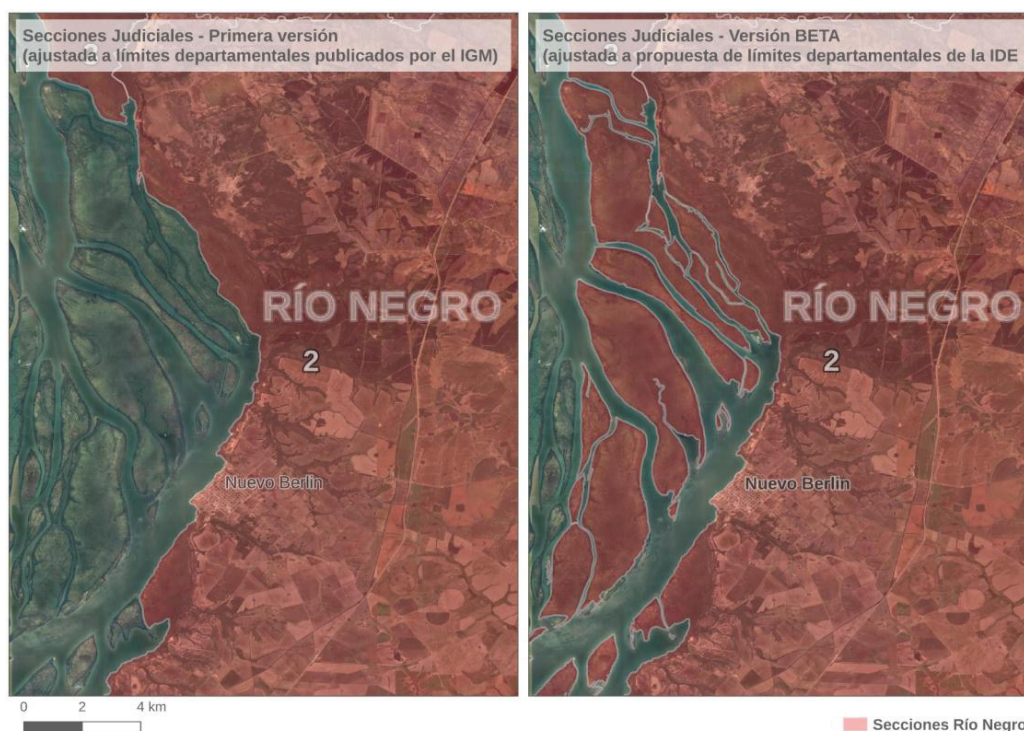 Secciones Judiciales - Primera versión
(ajustada a límites departamentales publicados por el IGM)
3
RÍO NEGRO
2
Nuevo Berlin
Secciones Judiciales - Versión BETA
(ajustada a propuesta de límites departamentales de la IDE
3
RÍO NEGRO
2
Nuevo Berlin
0 2 4 km
Secciones Río Negro